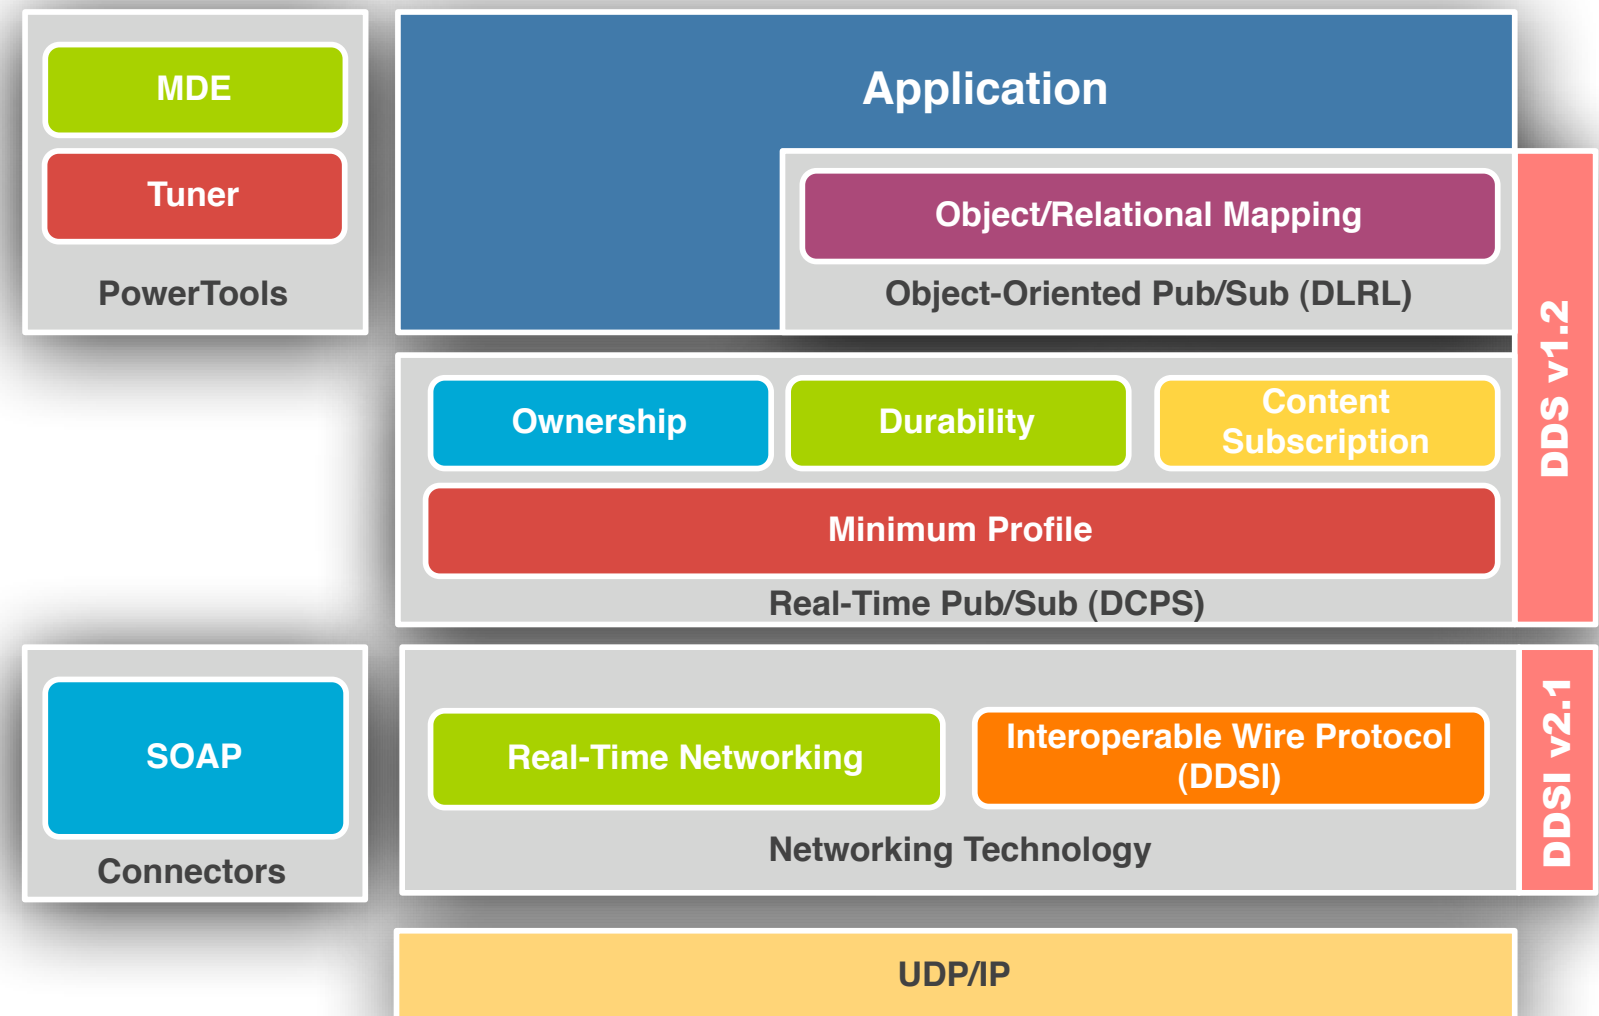 MDE
Tuner
PowerTools
Application
Object/Relational Mapping
Object-Oriented Pub/Sub (DLRL)
DDS v1.2
Ownership
Durability
Content
Subscription
Minimum Profile
Real-Time Pub/Sub (DCPS)
SOAP
Connectors
Real-Time Networking
Interoperable Wire Protocol
(DDSI)
Networking Technology
DDSI v2.1
UDP/IP